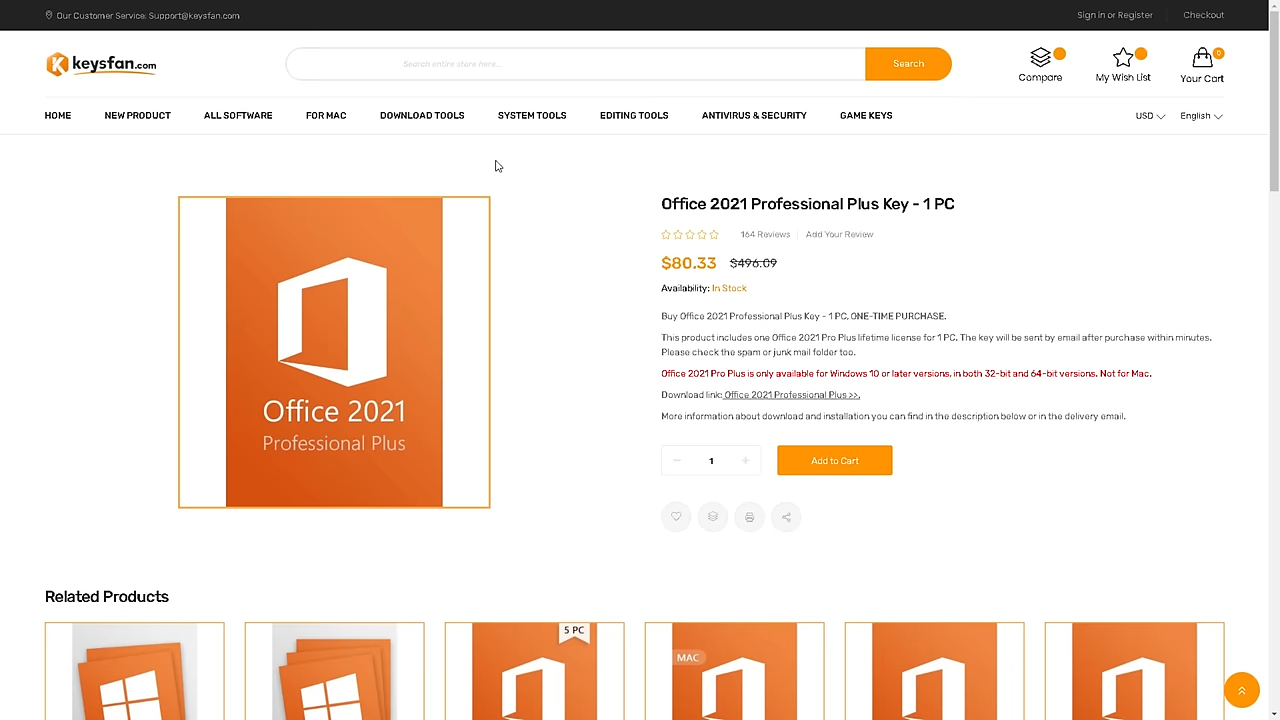 Our Customer Service: Support@keysfan.com
Sign in or Register
Checkout
keysfan.com
Search entire store here...
Search
Compare
My Wish List
0
Your Cart
HOME
NEW PRODUCT
ALL SOFTWARE
FOR MAC
DOWNLOAD TOOLS
SYSTEM TOOLS
EDITING TOOLS
ANTIVIRUS & SECURITY
GAME KEYS
USD
English
Office 2021
Professional Plus
Office 2021 Professional Plus Key - 1 PC
164 Reviews
Add Your Review
$80.33 $496.09
Availability: In Stock
Buy Office 2021 Professional Plus Key - 1 PC, ONE-TIME PURCHASE.
This product includes one Office 2021 Pro Plus lifetime license for 1 PC. The key will be sent by email after purchase within minutes.
Please check the spam or junk mail folder too.
Office 2021 Pro Plus is only available for Windows 10 or later versions, in both 32-bit and 64-bit versions. Not for Mac.
Download link: Office 2021 Professional Plus >>.
More information about download and installation you can find in the description below or in the delivery email.
1
Add to Cart
Related Products
5 PC
MAC